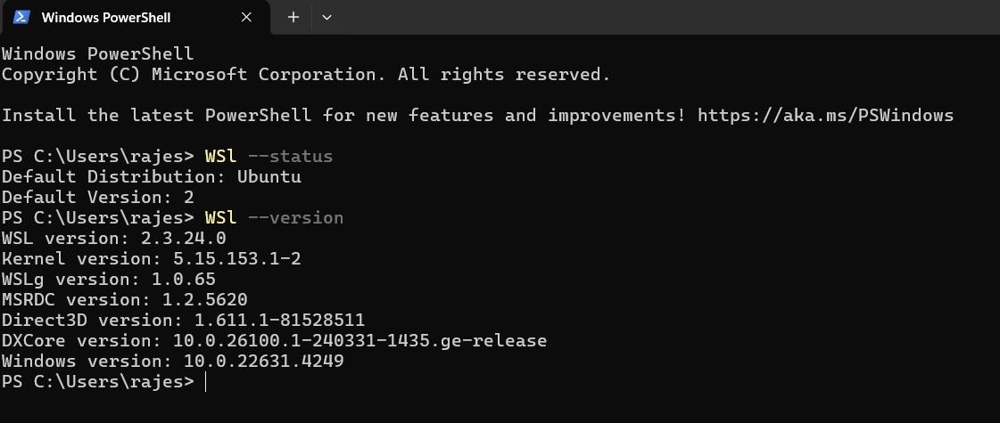 Windows PowerShell
Windows PowerShell
Copyright (C) Microsoft Corporation. All rights reserved.
Install the latest PowerShell for new features and improvements! https://aka.ms/PSWindows
PS C:\Users\rajes> WSl --status
Default Distribution: Ubuntu
Default Version: 2
PS C:\Users\rajes> WSl --version
WSL version: 2.3.24.0
Kernel version: 5.15.153.1-2
WSLg version: 1.0.65
MSRDC version: 1.2.5620
Direct3D version: 1.611.1-81528511
DXCore version: 10.0.26100.1-240331-1435.ge-release
Windows version: 10.0.22631.4249
PS C:\Users\rajes>